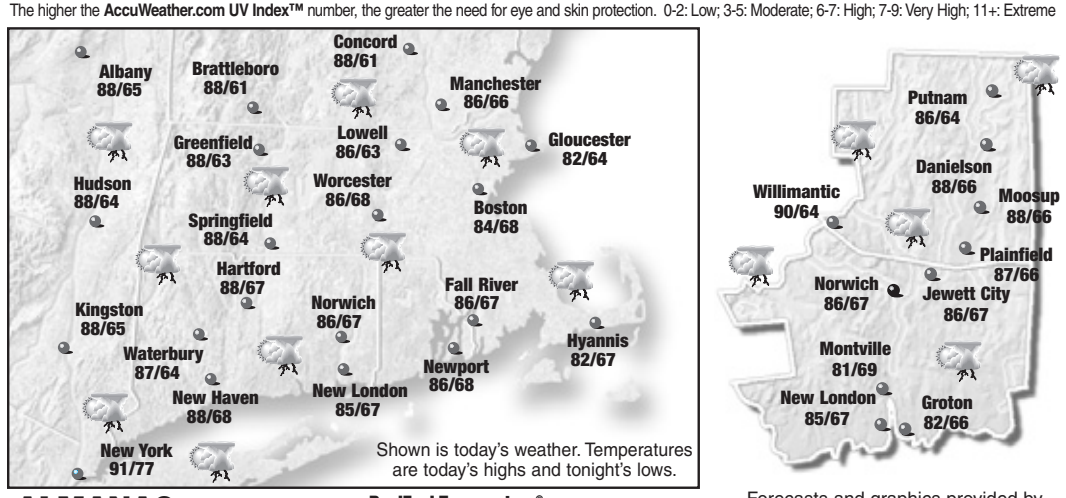 The higher the AccuWeather.com UV Index™ number, the greater the need for eye and skin protection. 0-2: Low; 3-5: Moderate; 6-7: High; 7-9: Very High; 11+: Extreme
Concord
88/61
Albany
88/65
Brattleboro
88/61
Manchester
86/66
Greenfield
88/63
Lowell
86/63
Gloucester
82/64
Hudson
88/64
Worcester
86/68
Boston
84/68
Springfield
88/64
Hartford
88/67
Norwich
86/67
Fall River
86/67
Kingston
88/65
Hyannis
82/67
Waterbury
87/64
Newport
86/68
New Haven
88/68
New London
85/67
New York
91/77
Shown is today's weather. Temperatures
are today's highs and tonight's lows.
Putnam
86/64
Danielson
88/66
Willimantic
90/64
Moosup
88/66
Plainfield
87/66
Norwich
86/67
Jewett City
86/67
Montville
81/69
New London
85/67
Groton
82/66
Forecasts and graphics provided by